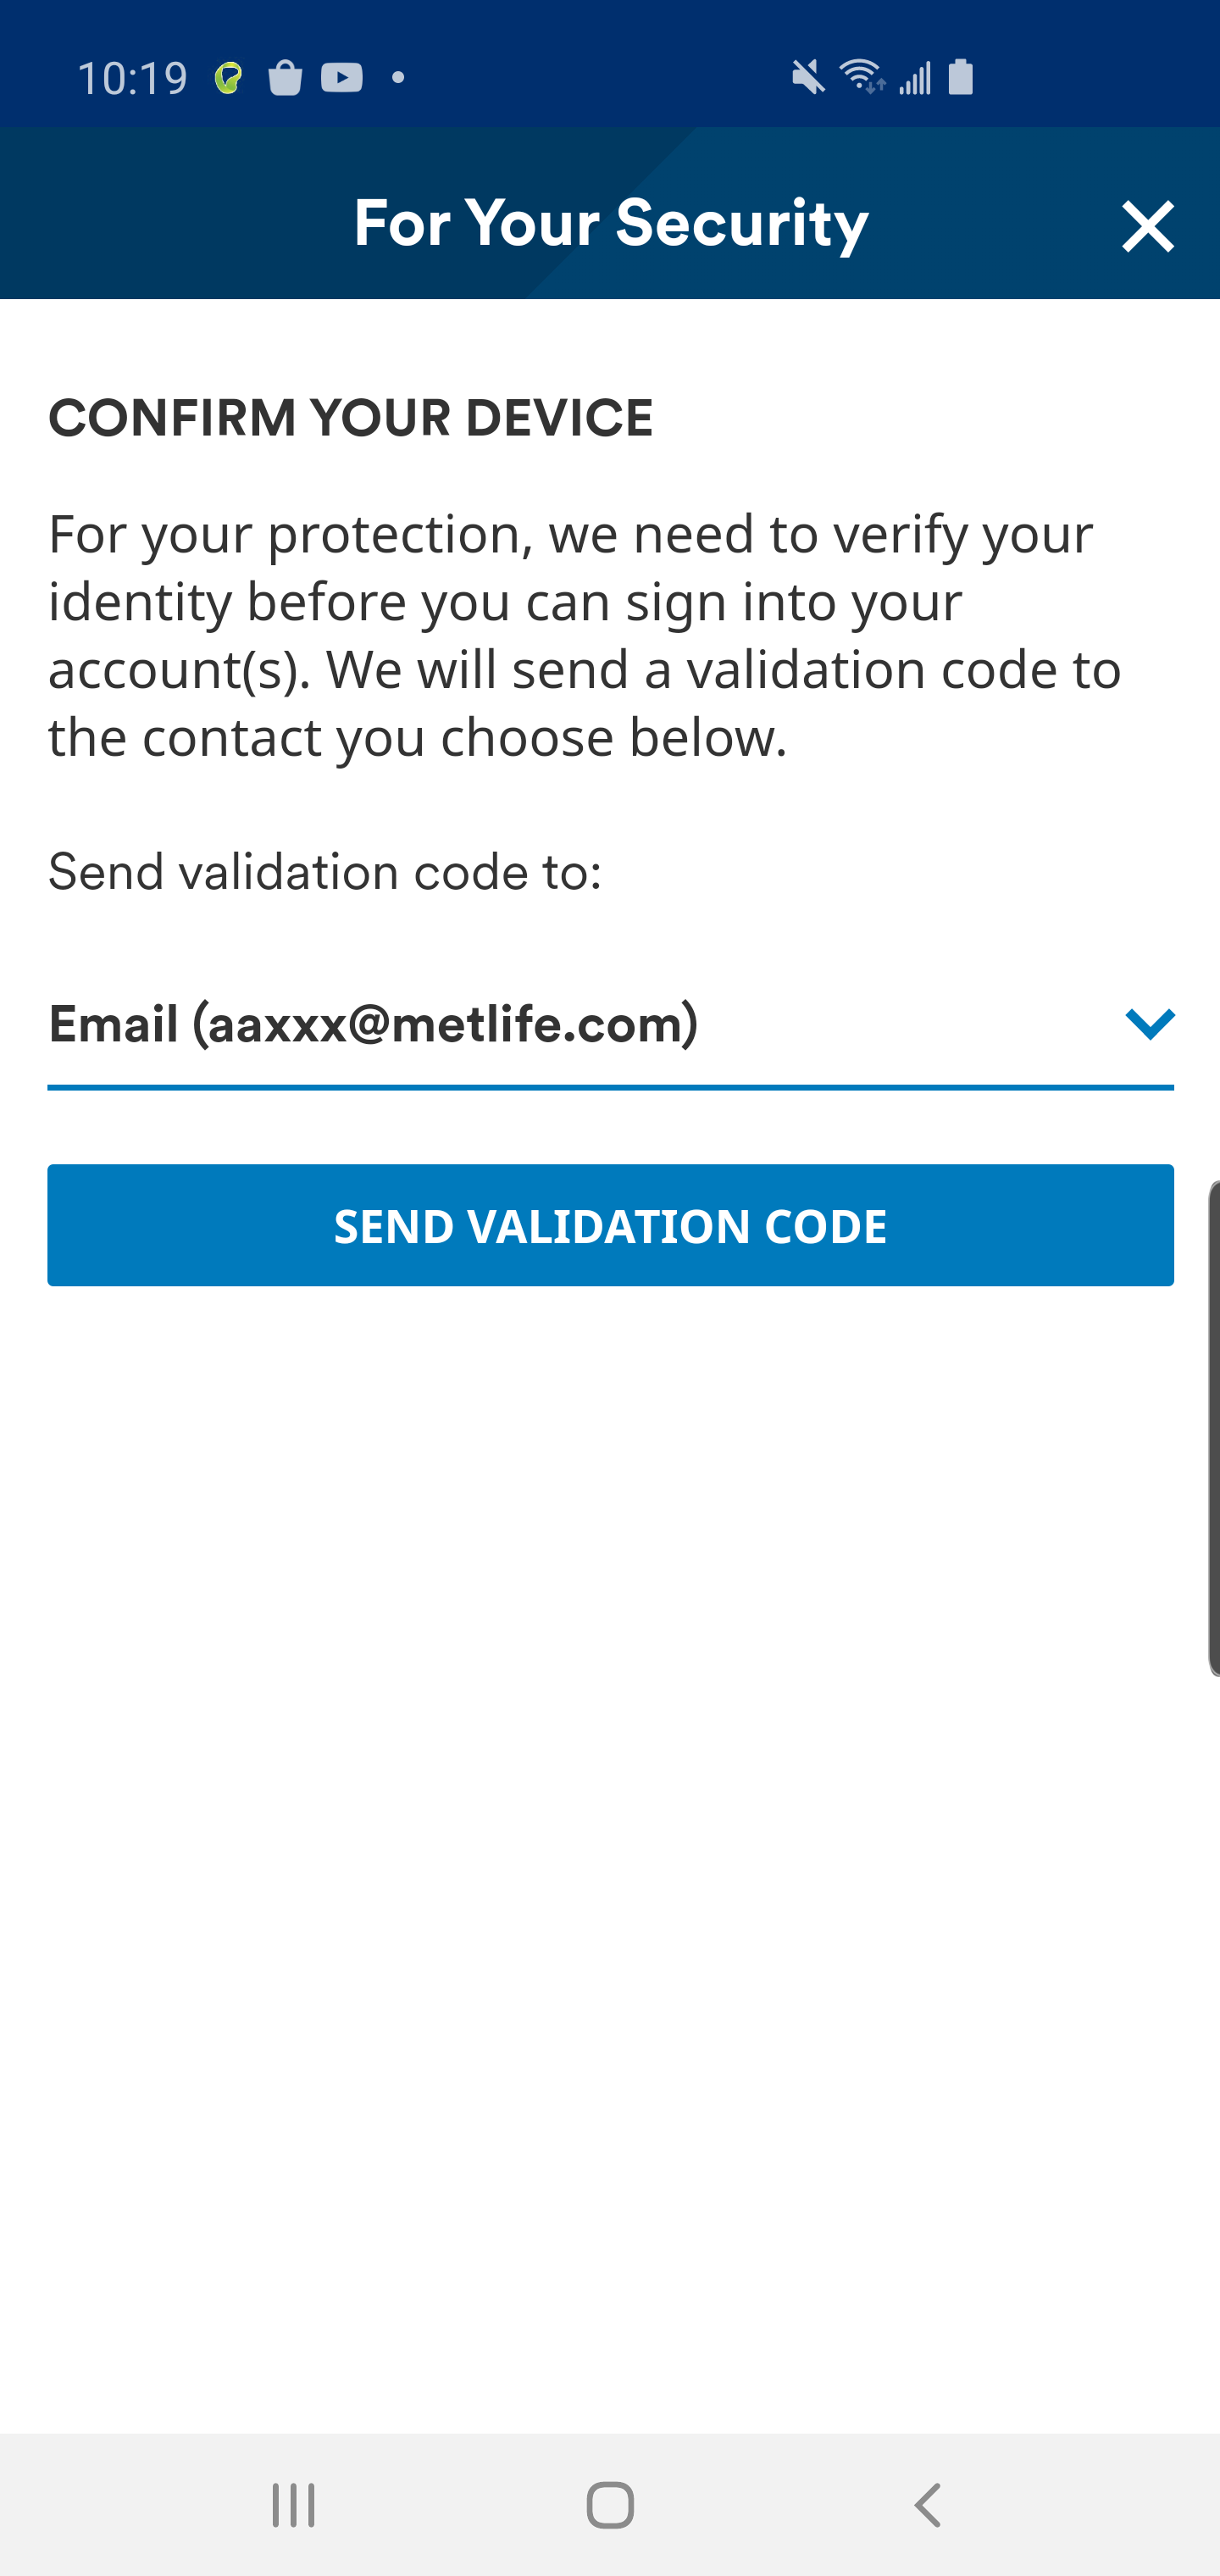 10:19
For Your Security
CONFIRM YOUR DEVICE
For your protection, we need to verify your
identity before you can sign into your
account(s). We will send a validation code to
the contact you choose below.
Send validation code to:
Email (aaxxx@metlife.com)
SEND VALIDATION CODE